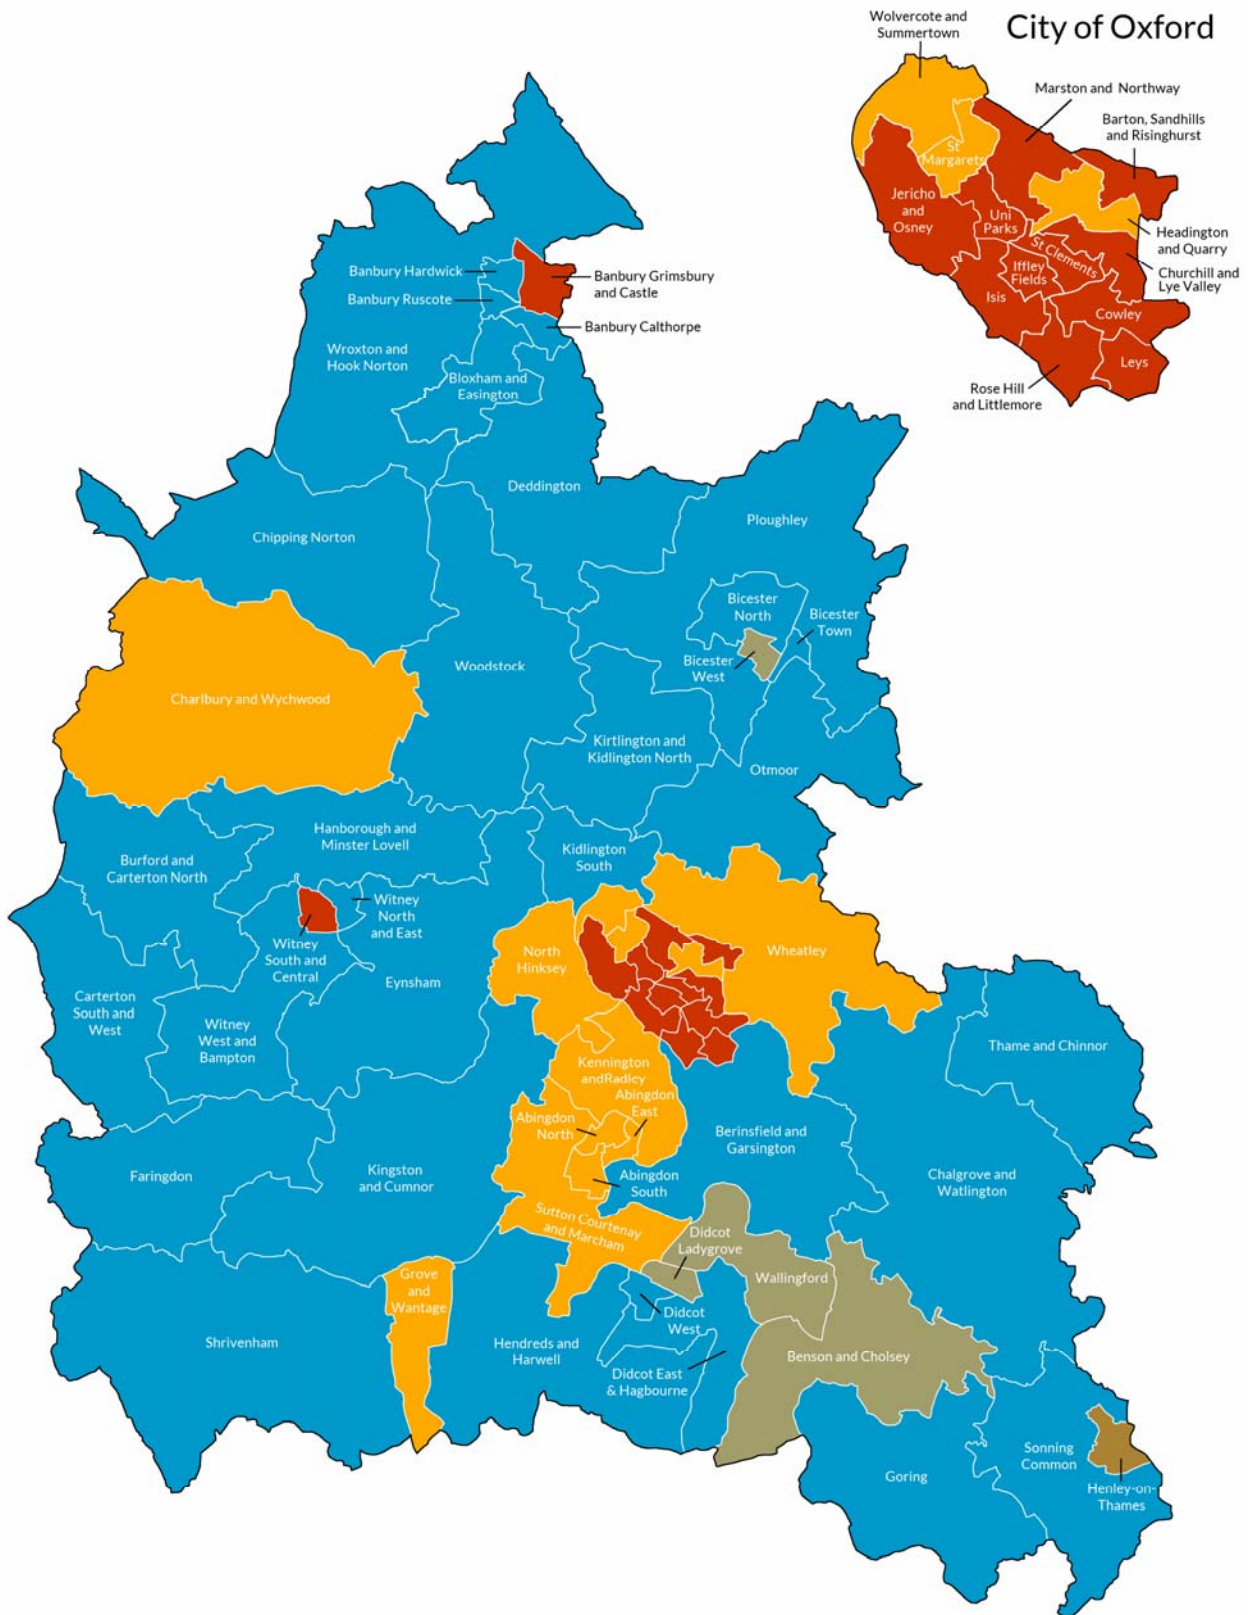 City of Oxford
Wolvercote and
Summertown
Marston and Northway
Barton, Sandhills
and Risinghurst
St
Margarets
Jericho
and
Osney
Uni
Parks
Headington
and Quarry
St Clements
Iffley
Fields
Churchill and
Lye Valley
Isis
Cowley
Leys
Rose Hill
and Littlemore
Banbury Hardwick
Banbury Grimsbury
and Castle
Banbury Ruscote
Banbury Calthorpe
Wroxton and
Hook Norton
Bloxham and
Easington
Deddington
Ploughley
Chipping Norton
Bicester
North
Bicester
Town
Woodstock
Bicester
West
Charlbury and Wychwood
Kirtlington and
Kidlington North
Otmoor
Hanborough and
Minster Lovell
Kidlington
South
Burford and
Carterton North
Witney
North
and East
Witney
South and
Central
North
Hinksey
Wheatley
Eynsham
Carterton
South and
West
Witney
West and
Bampton
Thame and Chinnor
Kennington
andRadley
Abingdon
East
Abingdon
North
Berinsfield and
Garsington
Faringdon
Kingston
and Cumnor
Abingdon
South
Chalgrove and
Watlington
Sutton Courtenay
and Marcham
Didcot
Ladygrove
Grove
and
Wantage
Wallingford
Didcot
West
Shrivenham
Hendreds and
Harwell
Benson and Cholsey
Didcot East
& Hagbourne
Sonning
Common
Goring
Henley-on-
Thames